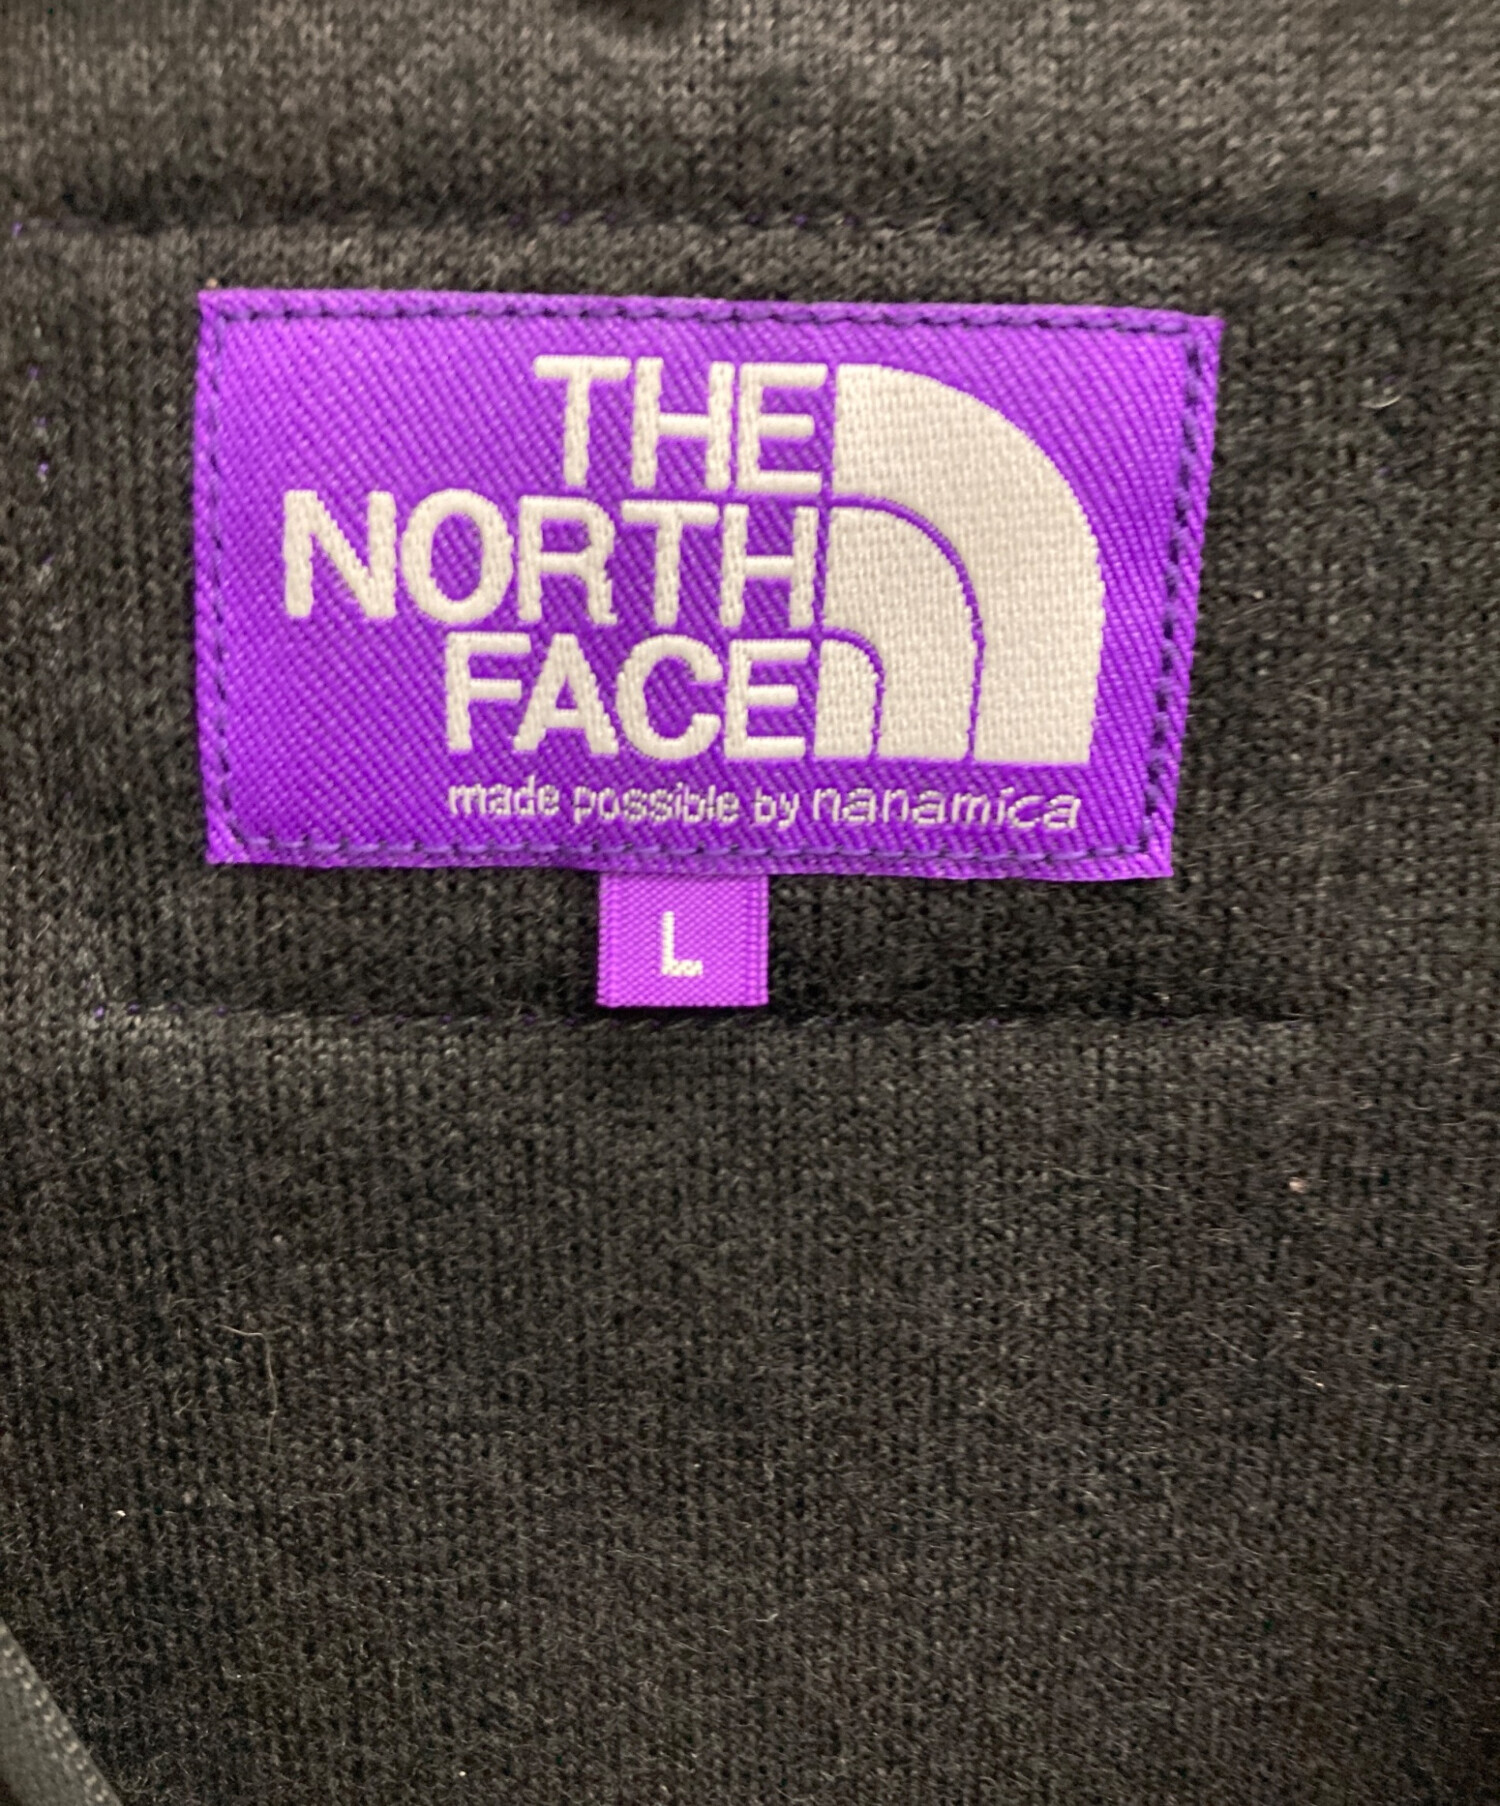 THE
NORTH
FACE
made possible by nanamica
L